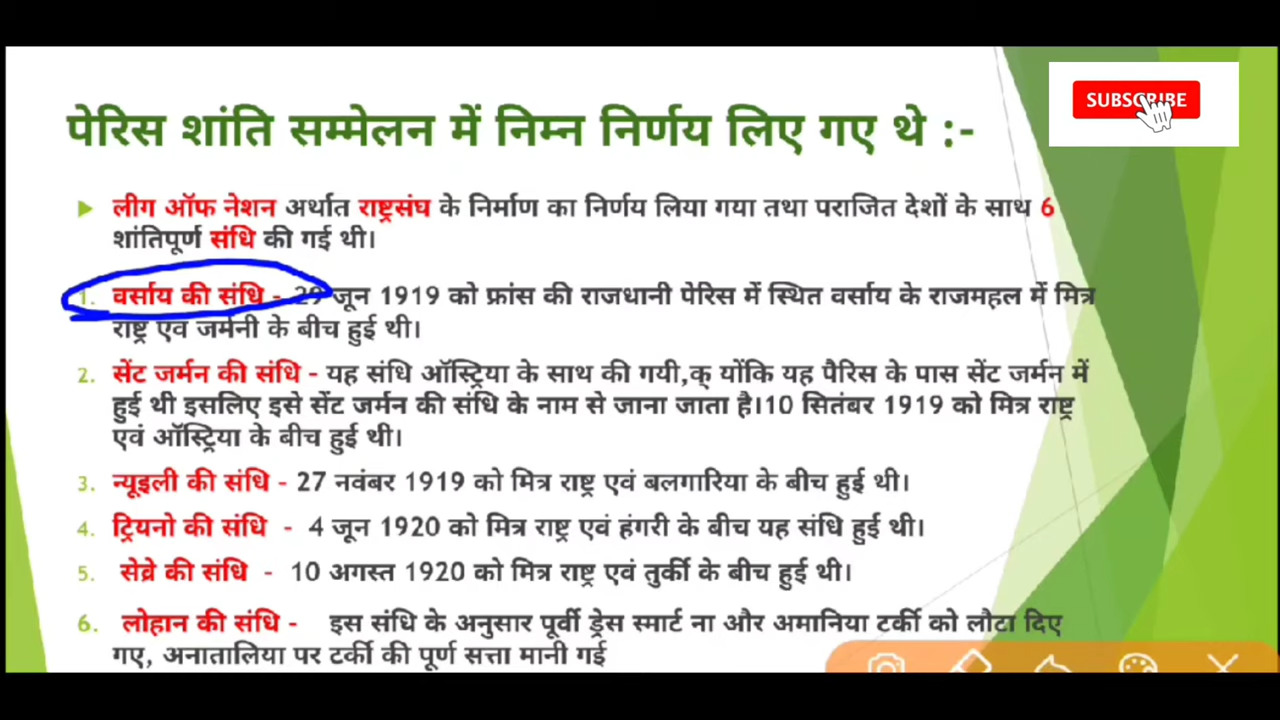 SUBSCRIBE
पेरिस शांति सम्मेलन में निम्न निर्णय लिए गए थे :-
लीग ऑफ नेशन अर्थात राष्ट्रसंघ के निर्माण का निर्णय लिया गया तथा पराजित देशों के साथ 6
शांतिपूर्ण संधि की गई थी।
1. वर्साय की संधि - 29 जून 1919 को फ्रांस की राजधानी पेरिस में स्थित वर्साय के राजमहल में मित्र
राष्ट्र एवं जर्मनी के बीच हुई थी।
2. सेंट जर्मन की संधि - यह संधि ऑस्ट्रिया के साथ की गयी,क् योंकि यह पैरिस के पास सेंट जर्मन में
हुई थी इसलिए इसे सेंट जर्मन की संधि के नाम से जाना जाता है।10 सितंबर 1919 को मित्र राष्ट्र
एवं ऑस्ट्रिया के बीच हुई थी।
3. न्यूइली की संधि - 27 नवंबर 1919 को मित्र राष्ट्र एवं बलगारिया के बीच हुई थी।
4. ट्रियनो की संधि - 4 जून 1920 को मित्र राष्ट्र एवं हंगरी के बीच यह संधि हुई थी।
5. सेव्रे की संधि - 10 अगस्त 1920 को मित्र राष्ट्र एवं तुर्की के बीच हुई थी।
6. लोहान की संधि - इस संधि के अनुसार पूर्वी ड्रेस स्मार्ट ना और अमानिया टर्की को लौटा दिए
गए, अनातालिया पर टर्की की पूर्ण सत्ता मानी गई